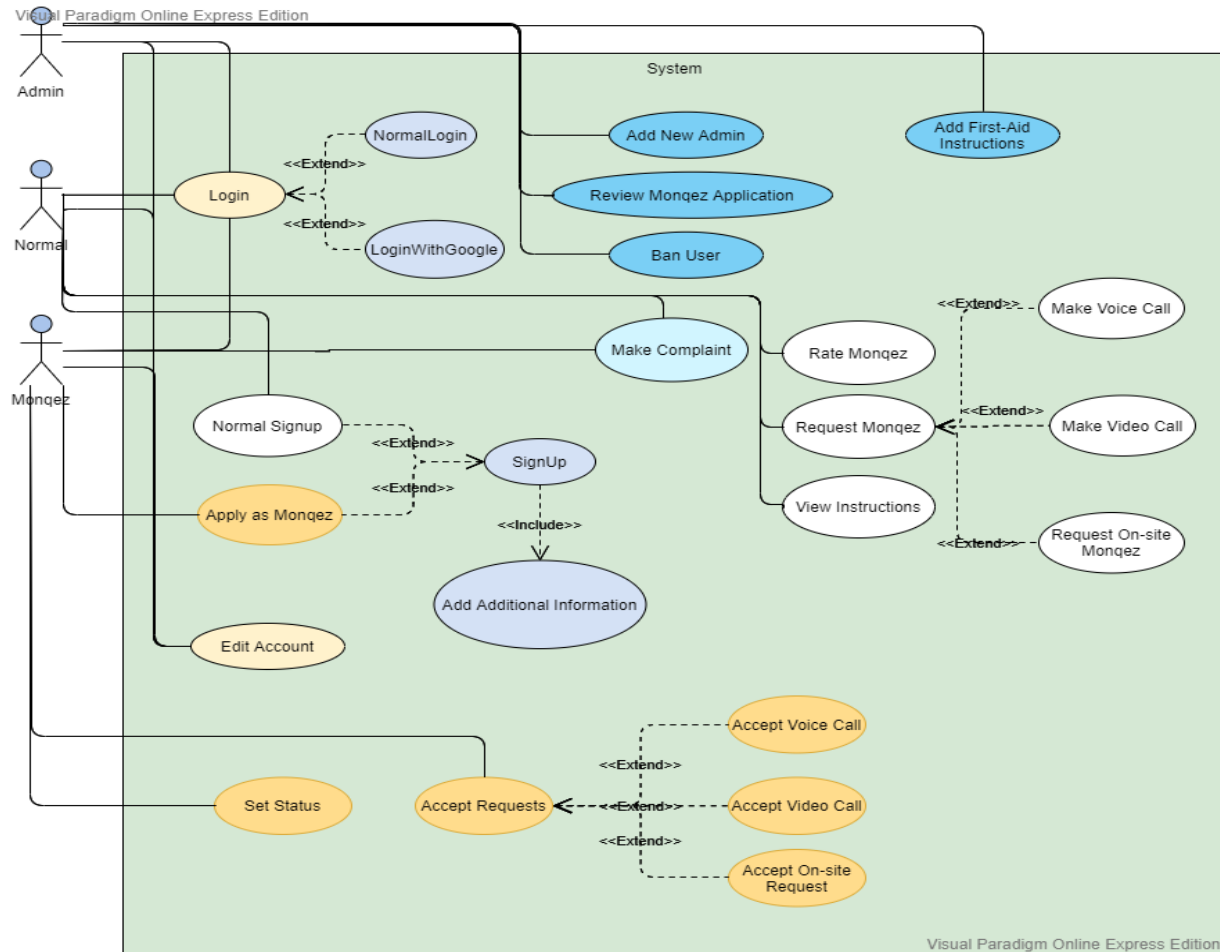 Visual Paradigm Online Express Edition
System
Admin
NormalLogin
Add New Admin
Add First-Aid
Instructions
<<Extend>>
Login
Review Monqez Application
<<Extend>>
Normal
LoginWithGoogle
Ban User
<<Extend>>
Make Voice Call
Make Complaint
Rate Monqez
Monqez
Normal Signup
<<Extend>>
Request Monqez
<<Extend>>
Make Video Call
SignUp
<<Extend>>
Apply as Monqez
View Instructions
<<Include>>
<<Extend>>
Request On-site
Monqez
Add Additional Information
Edit Account
Accept Voice Call
<<Extend>>
Set Status
Accept Requests
<<Extend>>
Accept Video Call
<<Extend>>
Accept On-site
Request
Visual Paradigm Online Express Edition